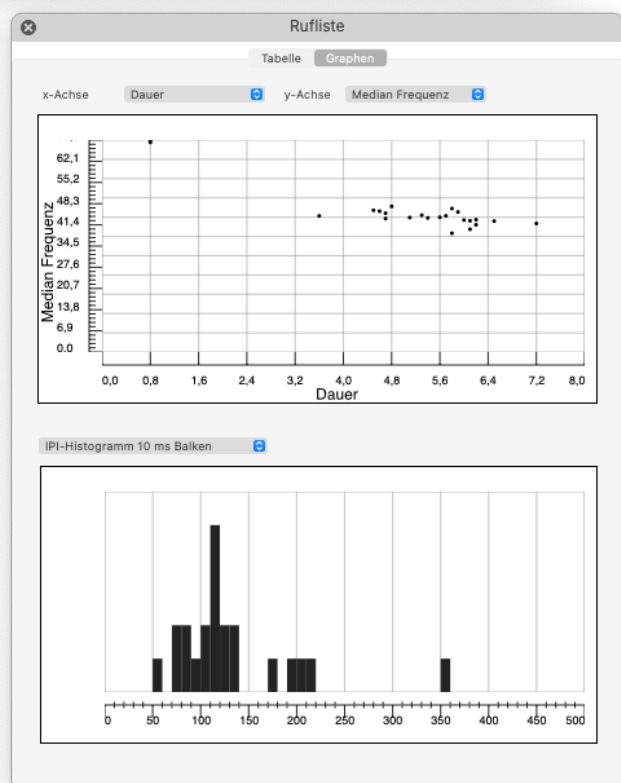 Rufliste
Tabelle Graphen
x-Achse Dauer y-Achse Median Frequenz
Median Frequenz
62,1
55,2
48,3
41,4
34,5
27,6
20,7
13,8
6,9
0.0
0,0 0,8 1,6 2,4 3,2 4,0 4,8 5,6 6,4 7,2 8,0
Dauer
IPI-Histogramm 10 ms Balken
0 50 100 150 200 250 300 350 400 450 500